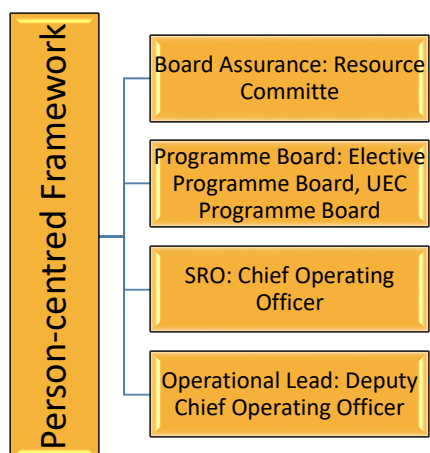 Person-centred Framework
Board Assurance: Resource
Committe
Programme Board: Elective
Programme Board, UEC
Programme Board
SRO: Chief Operating
Officer
Operational Lead: Deputy
Chief Operating Officer